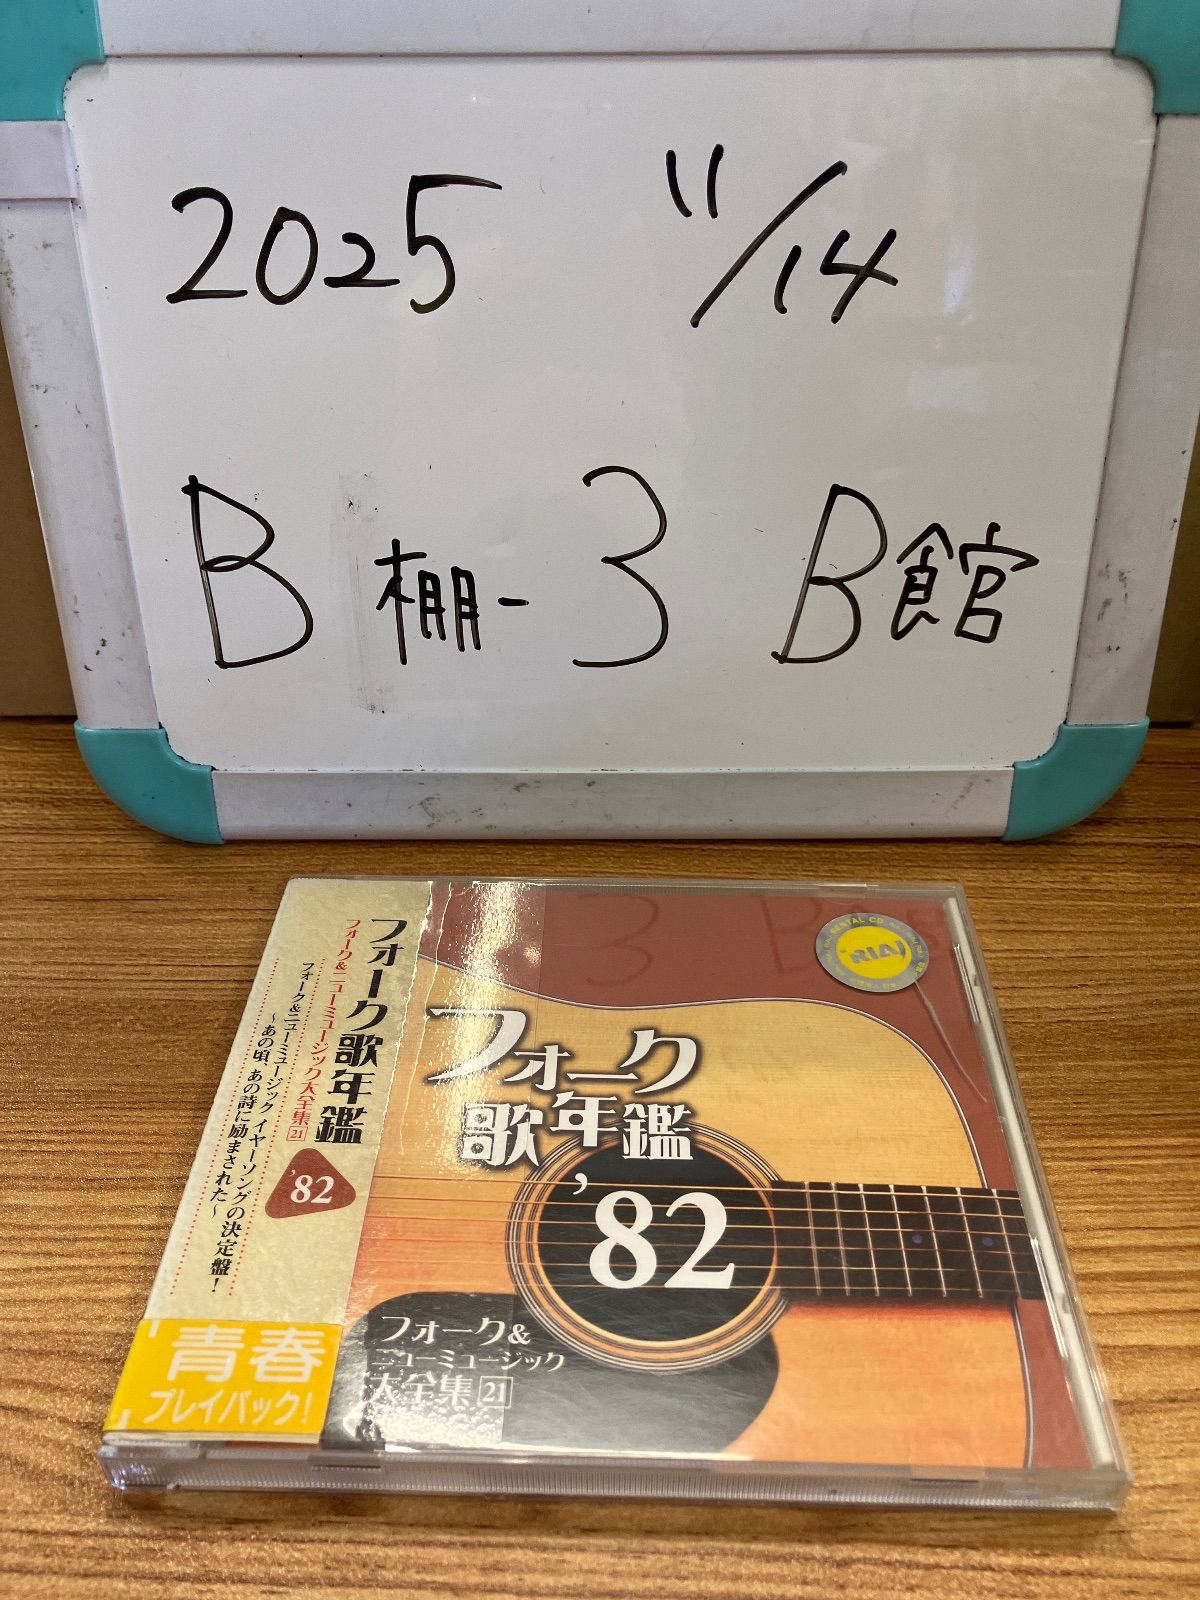 2025 11/14
B棚-3 B館
フォーク歌年鑑 '82
フォーク&ニューミュージック大全集 21
フォーク&ニューミュージック イヤーソングの決定盤!
〜あの頃、あの詩に励まされた〜
青春
プレイバック!
フォーク
歌年鑑
'82
フォーク&
ニューミュージック
大全集 21
RENTAL CD
RIAJ